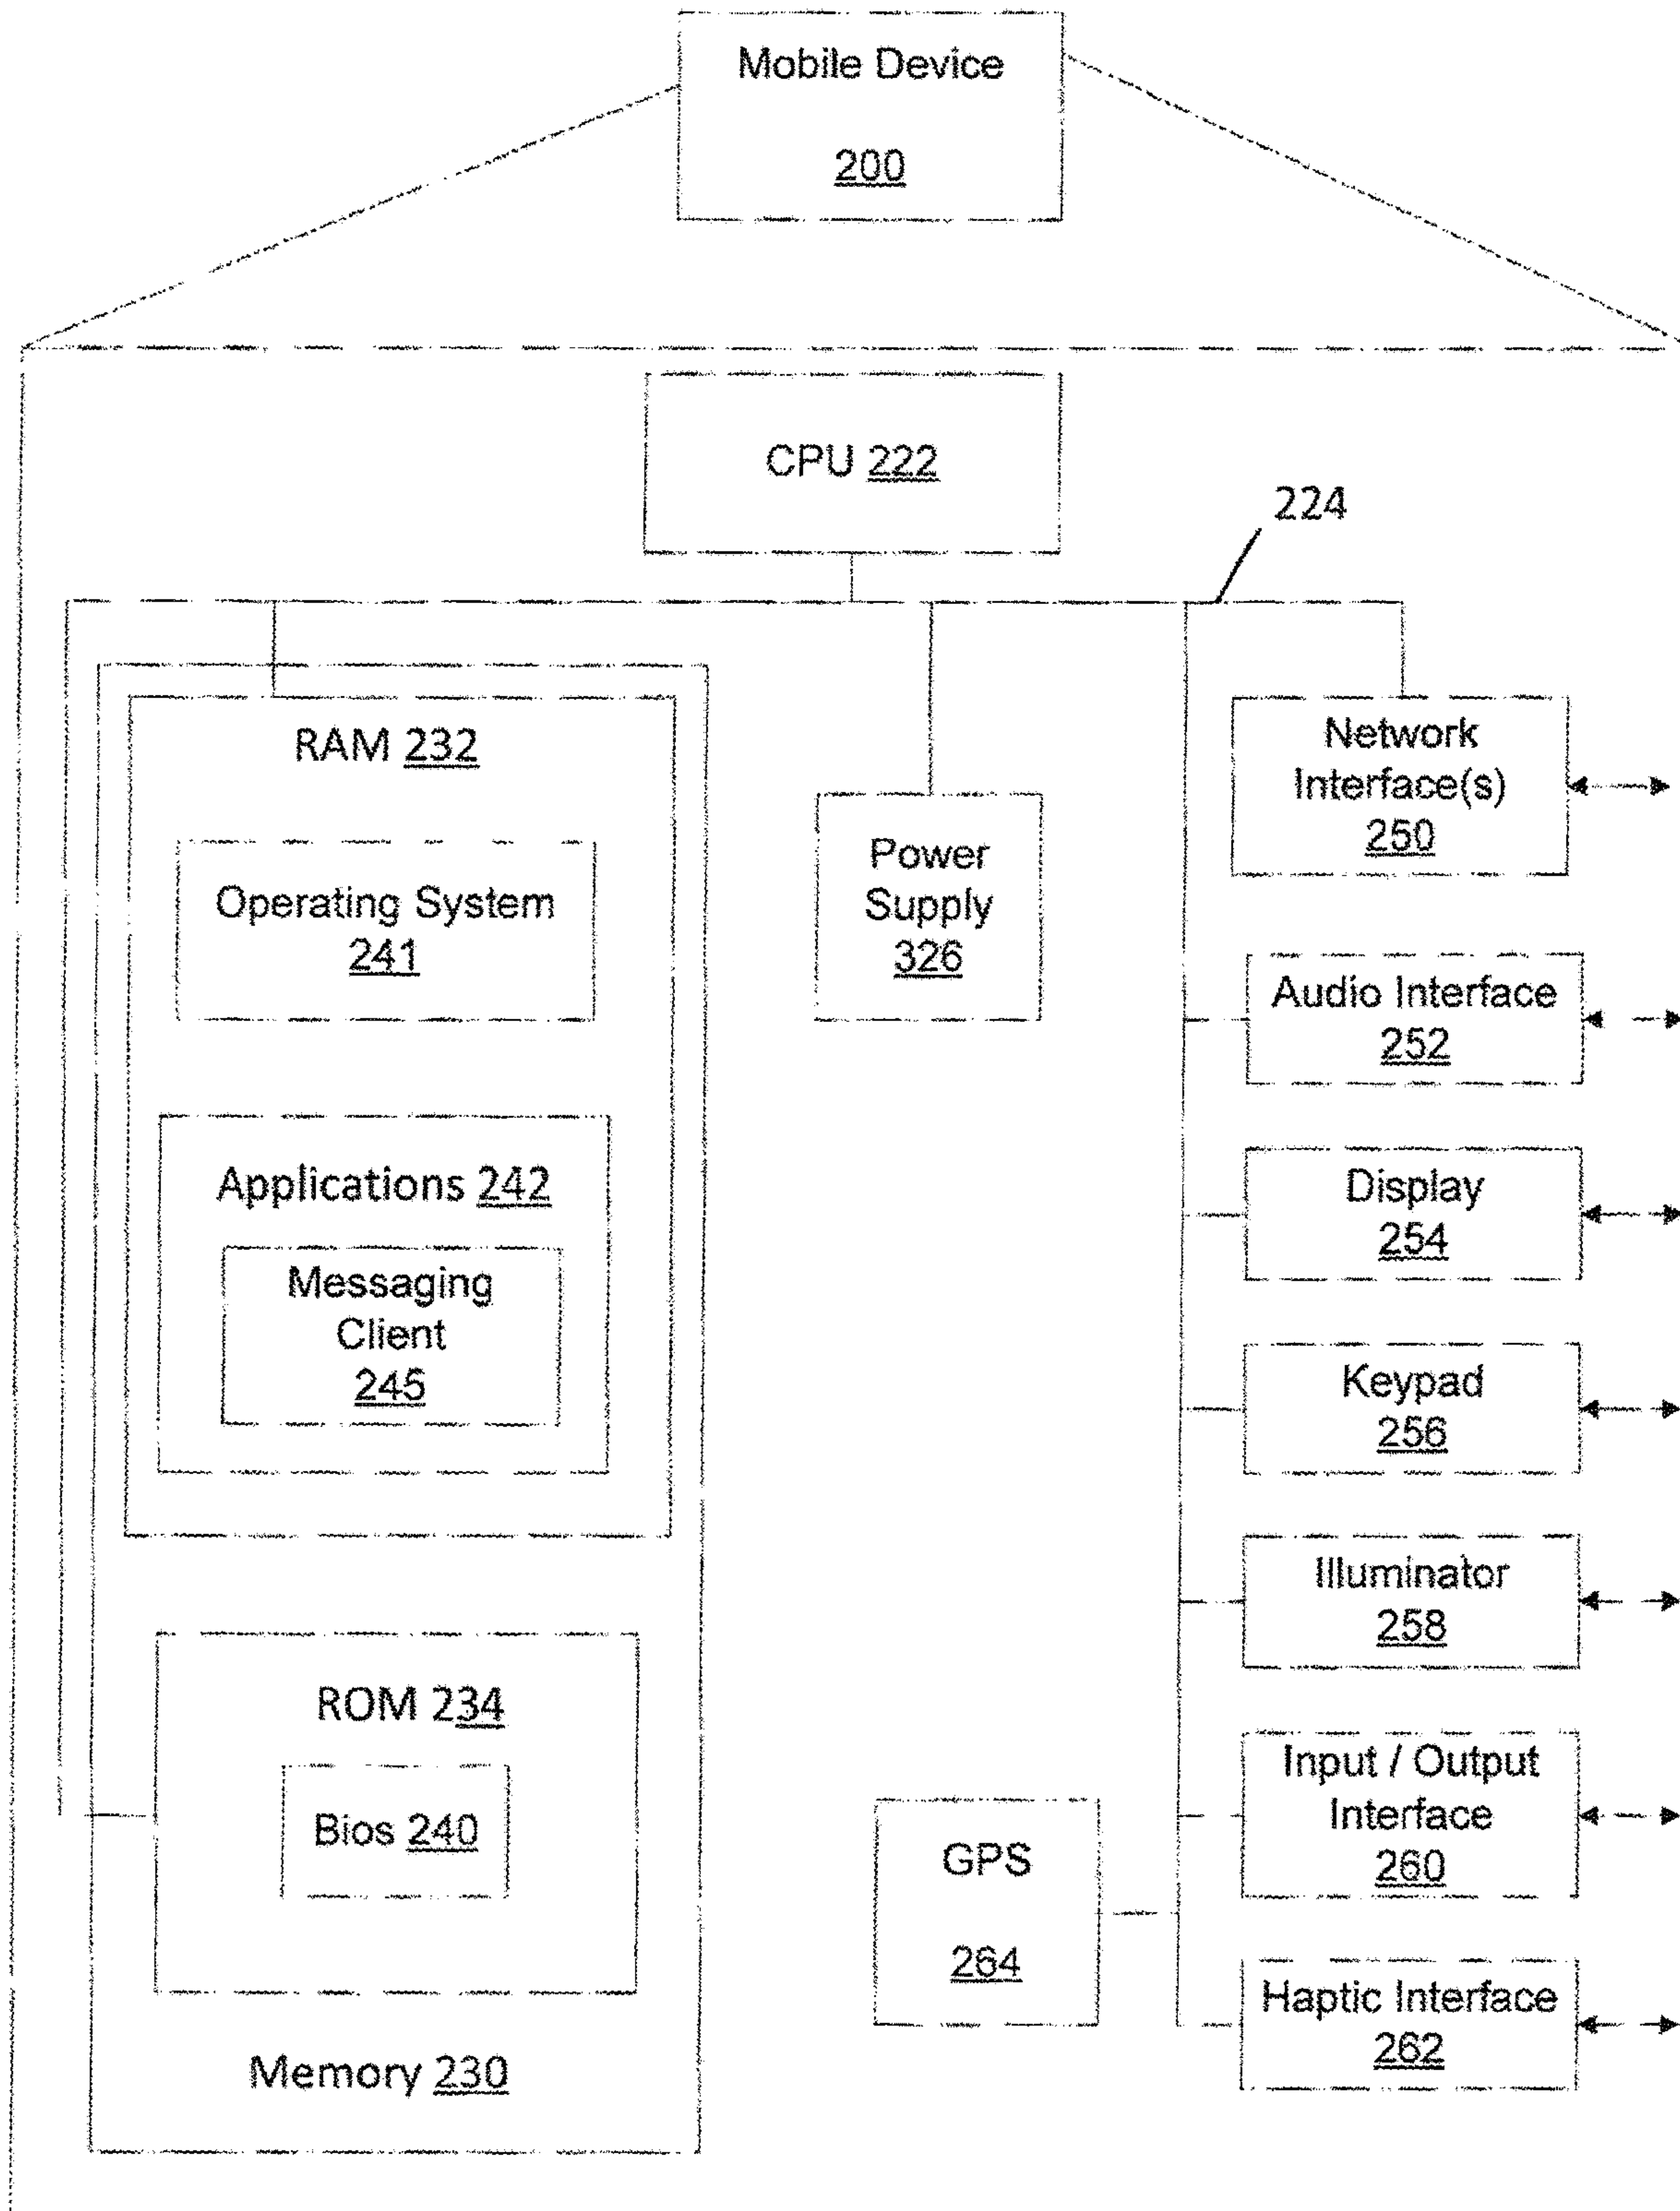 Mobile Device
200
CPU 222
224
RAM 232
Operating System
241
Applications 242
Messaging
Client
245
ROM 234
Bios 240
Memory 230
Power
Supply
326
GPS
264
Network
Interface(s)
250
Audio Interface
252
Display
254
Keypad
256
Illuminator
258
Input / Output
Interface
260
Haptic Interface
262